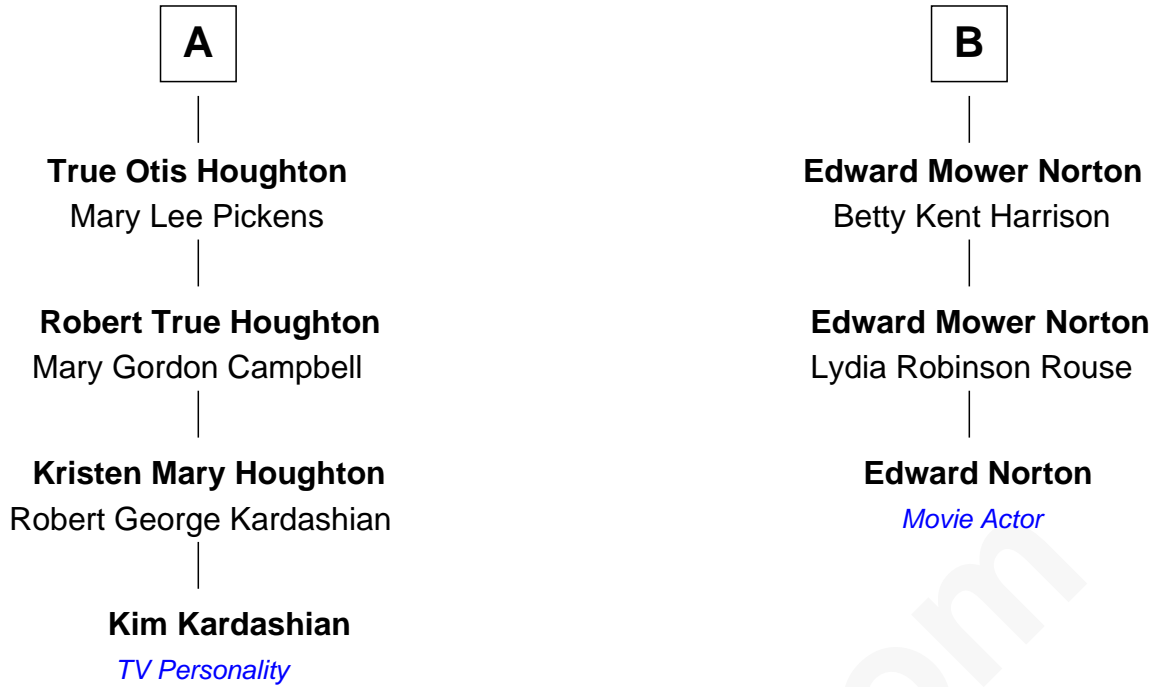 A
True Otis Houghton
Mary Lee Pickens
Robert True Houghton
Mary Gordon Campbell
Kristen Mary Houghton
Robert George Kardashian
Kim Kardashian
TV Personality
B
Edward Mower Norton
Betty Kent Harrison
Edward Mower Norton
Lydia Robinson Rouse
Edward Norton
Movie Actor
om